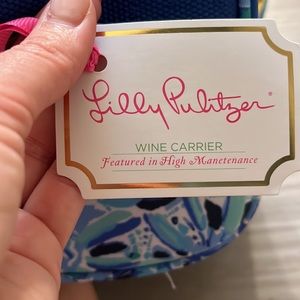 Lilly Pulitzer®
WINE CARRIER
Featured in High Manetenance